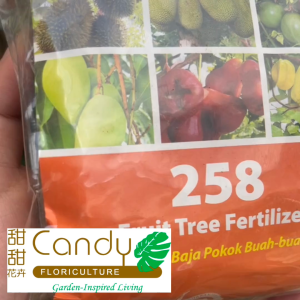 258
Fruit Tree Fertilize
Baja Pokok Buah-bua
甜甜
花卉
Candy
FLORICULTURE
Garden-Inspired Living